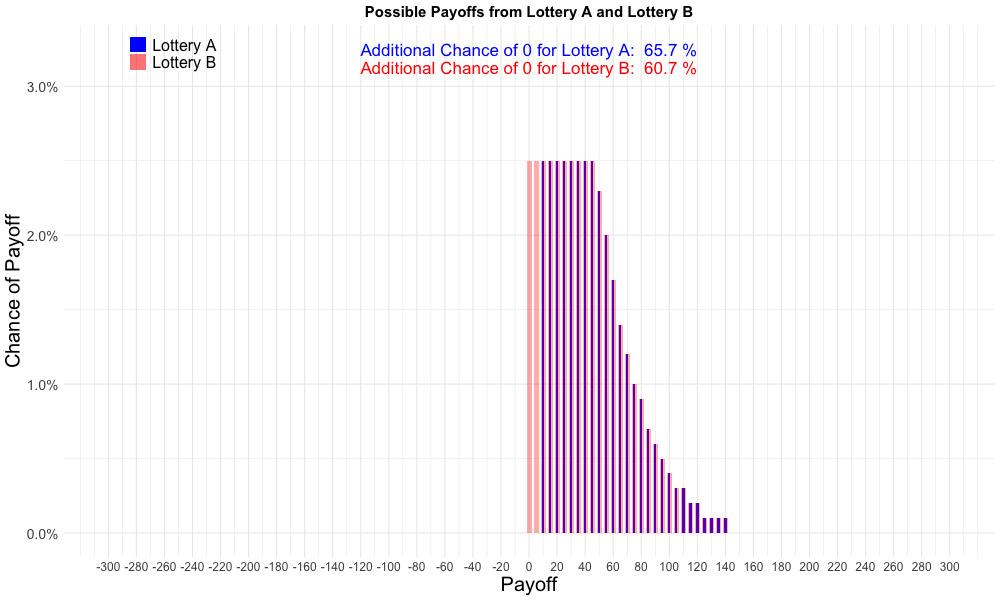 Possible Payoffs from Lottery A and Lottery B
Lottery A
Lottery B
Additional Chance of 0 for Lottery A: 65.7 %
Additional Chance of 0 for Lottery B: 60.7 %
3.0%
2.0%
1.0%
0.0%
Chance of Payoff
-300 -280 -260 -240 -220 -200 -180 -160 -140 -120 -100 -80 -60 -40 -20 0 20 40 60 80 100 120 140 160 180 200 220 240 260 280 300
Payoff